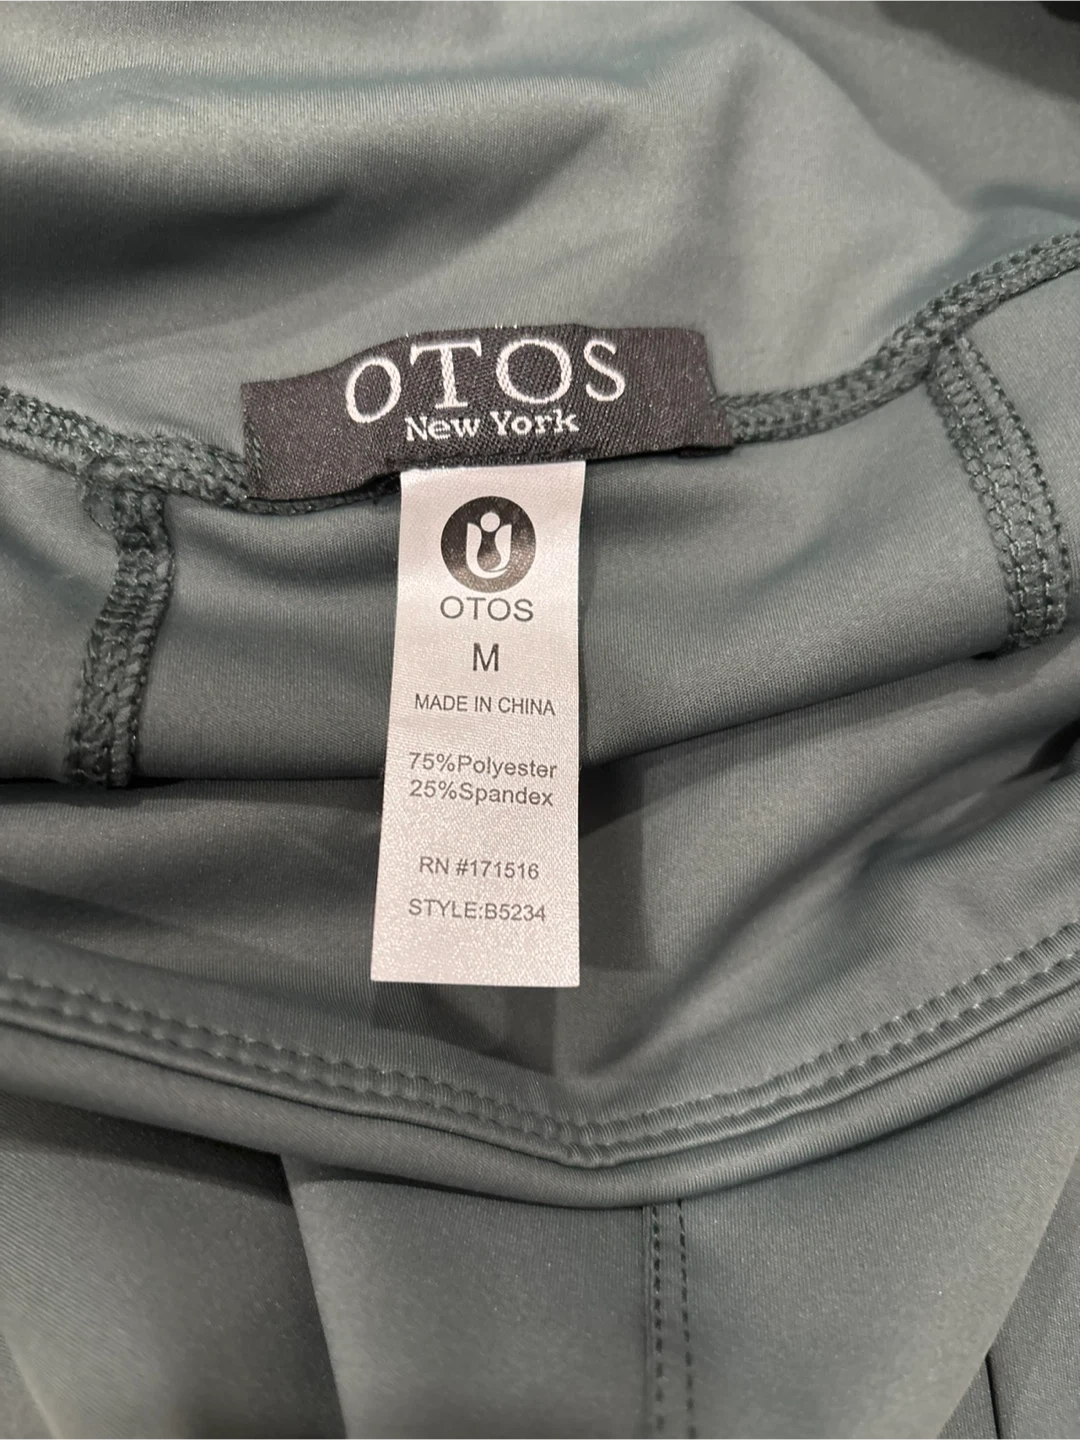 OTOS
New York
OTOS
M
MADE IN CHINA
75%Polyester
25%Spandex
RN #171516
STYLE:B5234